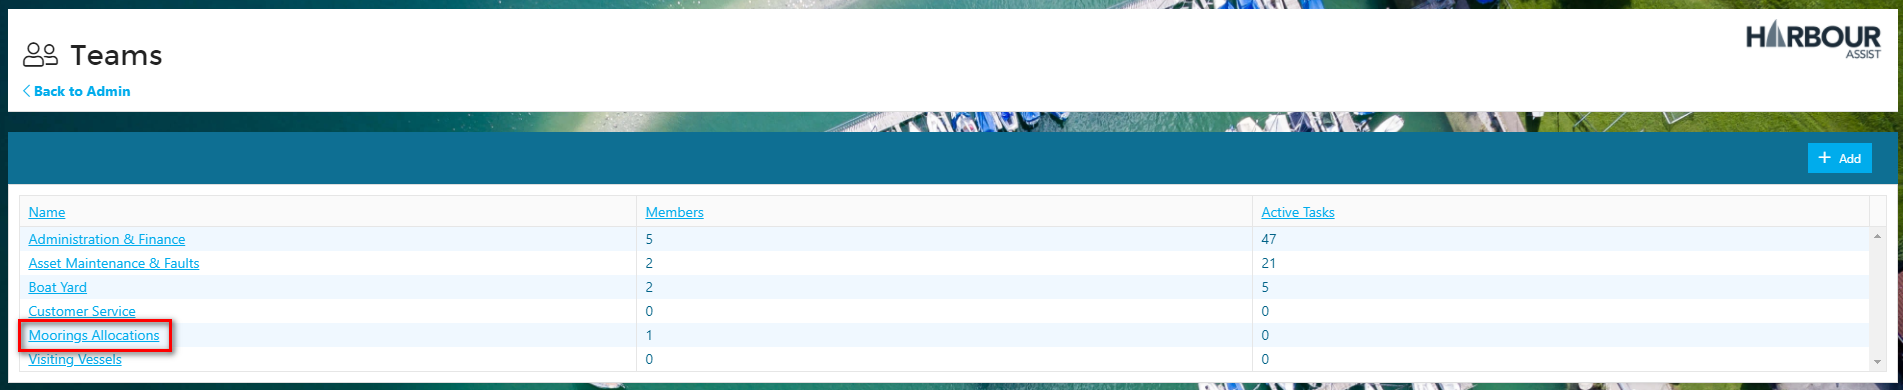 Teams
HARBOUR
ASSIST
Back to Admin
+ Add
Name Members Active Tasks
Administration & Finance 5 47
Asset Maintenance & Faults 2 21
Boat Yard 2 5
Customer Service 0 0
Moorings Allocations 1 0
Visiting Vessels 0 0